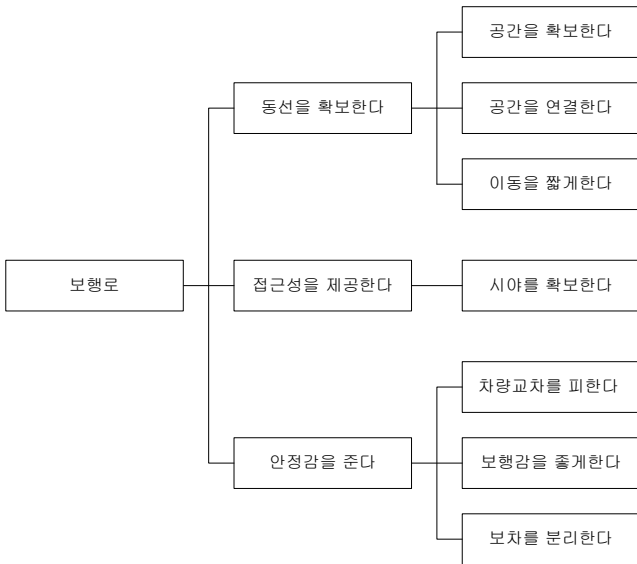 공간을 확보한다
동선을 확보한다
공간을 연결한다
이동을 짧게한다
보행로
접근성을 제공한다
시야를 확보한다
차량교차를 피한다
안정감을 준다
보행감을 좋게한다
보차를 분리한다